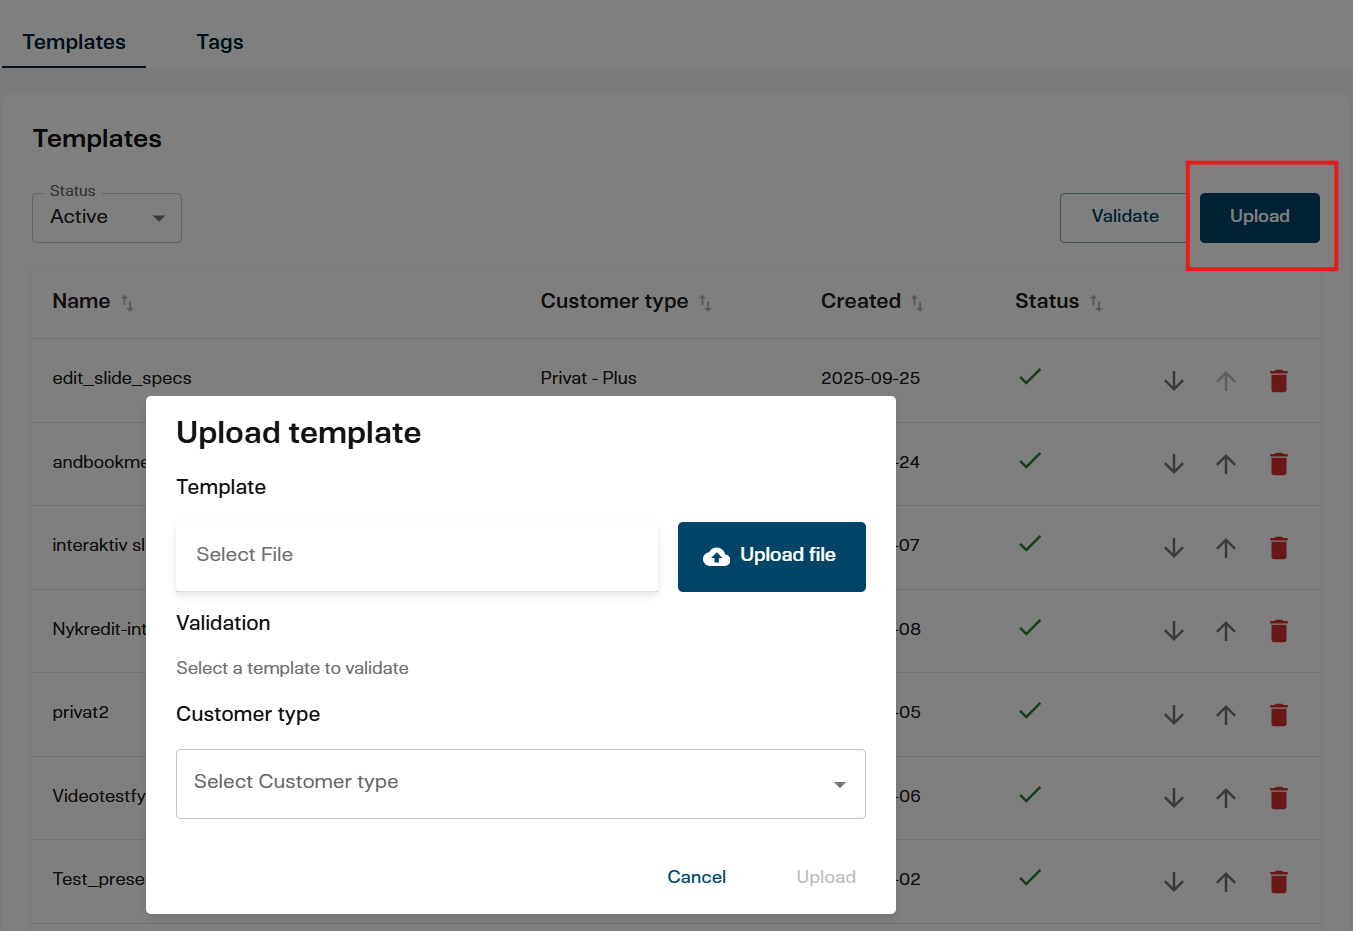 Templates Tags
Templates
Status
Active
Validate Upload
Name Customer type Created Status
edit_slide_specs Privat - Plus 2025-09-25
Upload template
andbookme -24
Template
interaktiv sl -07
Select File Upload file
Validation
Nykredit-int -08
Select a template to validate
privat2 -05
Customer type
Select Customer type
Videotestfy -06
Test_prese -02
Cancel Upload